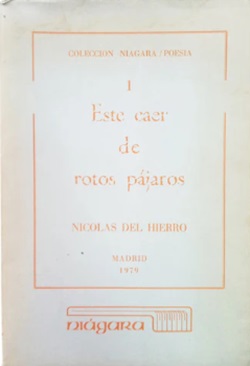 COLECCION NIAGARA / POESIA
1
Este caer
de
rotos pájaros
NICOLAS DEL HIERRO
MADRID
1979
niágara